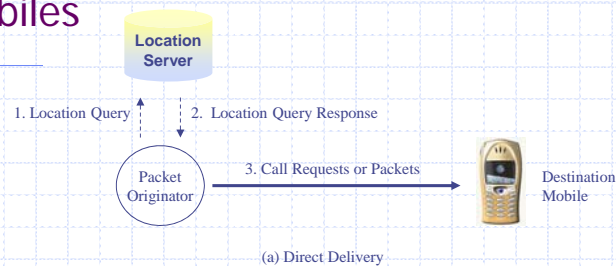 biles
Location
Server
1. Location Query
2. Location Query Response
Packet
Originator
3. Call Requests or Packets
Destination
Mobile
(a) Direct Delivery